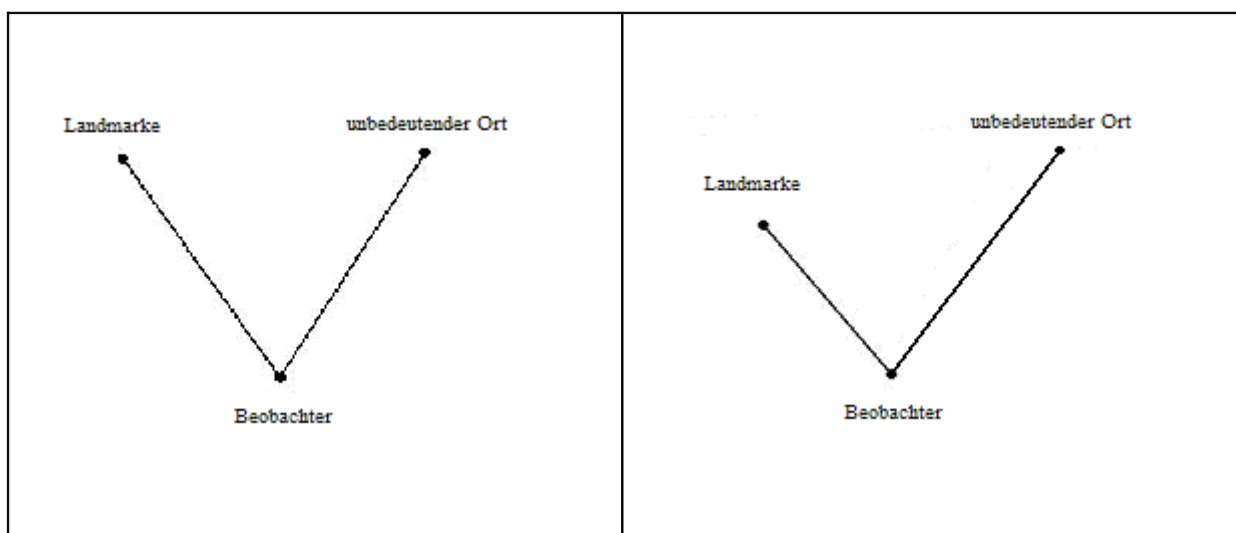 Landmarke
unbedeutender Ort
Beobachter
unbedeutender Ort
Landmarke
Beobachter